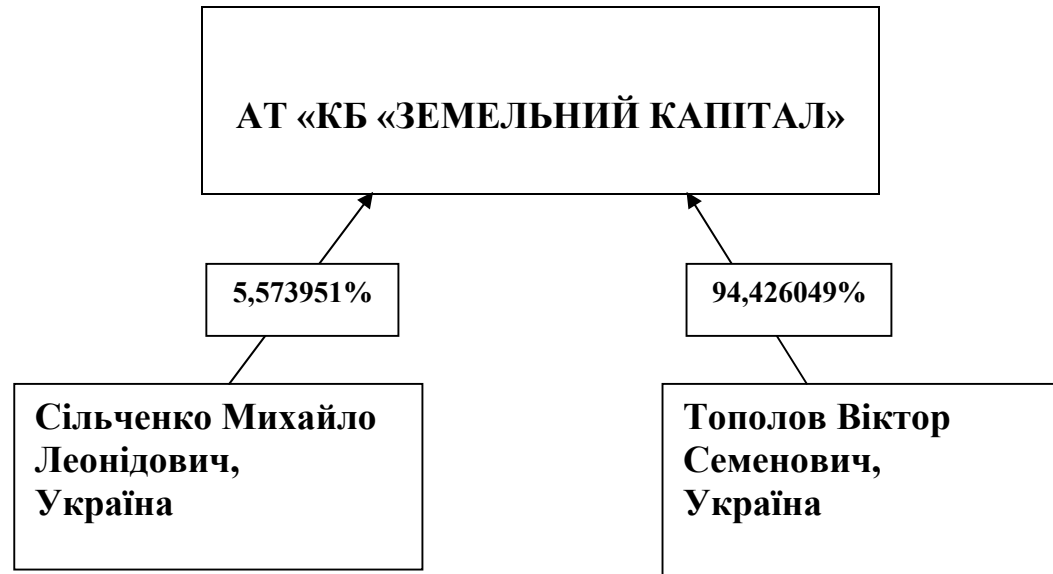 АТ «КБ «ЗЕМЕЛЬНИЙ КАПІТАЛ»
5,573951%
94,426049%
Сільченко Михайло
Леонідович,
Україна
Тополов Віктор
Семенович,
Україна